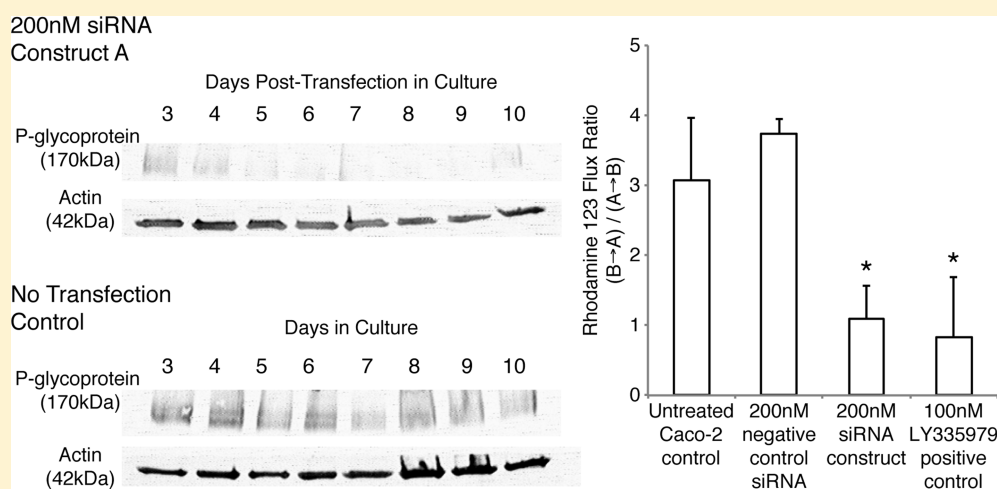 200nM siRNA
Construct A
Days Post-Transfection in Culture
3 4 5 6 7 8 9 10
P-glycoprotein
(170kDa)
Actin
(42kDa)
No Transfection
Control
Days in Culture
3 4 5 6 7 8 9 10
P-glycoprotein
(170kDa)
Actin
(42kDa)
Rhodamine 123 Flux Ratio
(B→A) / (A→B)
5
4
3
2
1
0
* *
Untreated
Caco-2
control
200nM
negative
control
siRNA
200nM
siRNA
construct
100nM
LY335979
positive
control